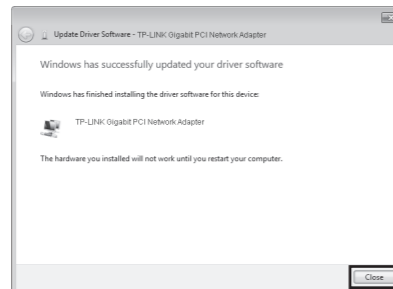 Update Driver Software - TP-LINK Gigabit PCI Network Adapter
Windows has successfully updated your driver software
Windows has finished installing the driver software for this device:
TP-LINK Gigabit PCI Network Adapter
The hardware you installed will not work until you restart your computer.
Close